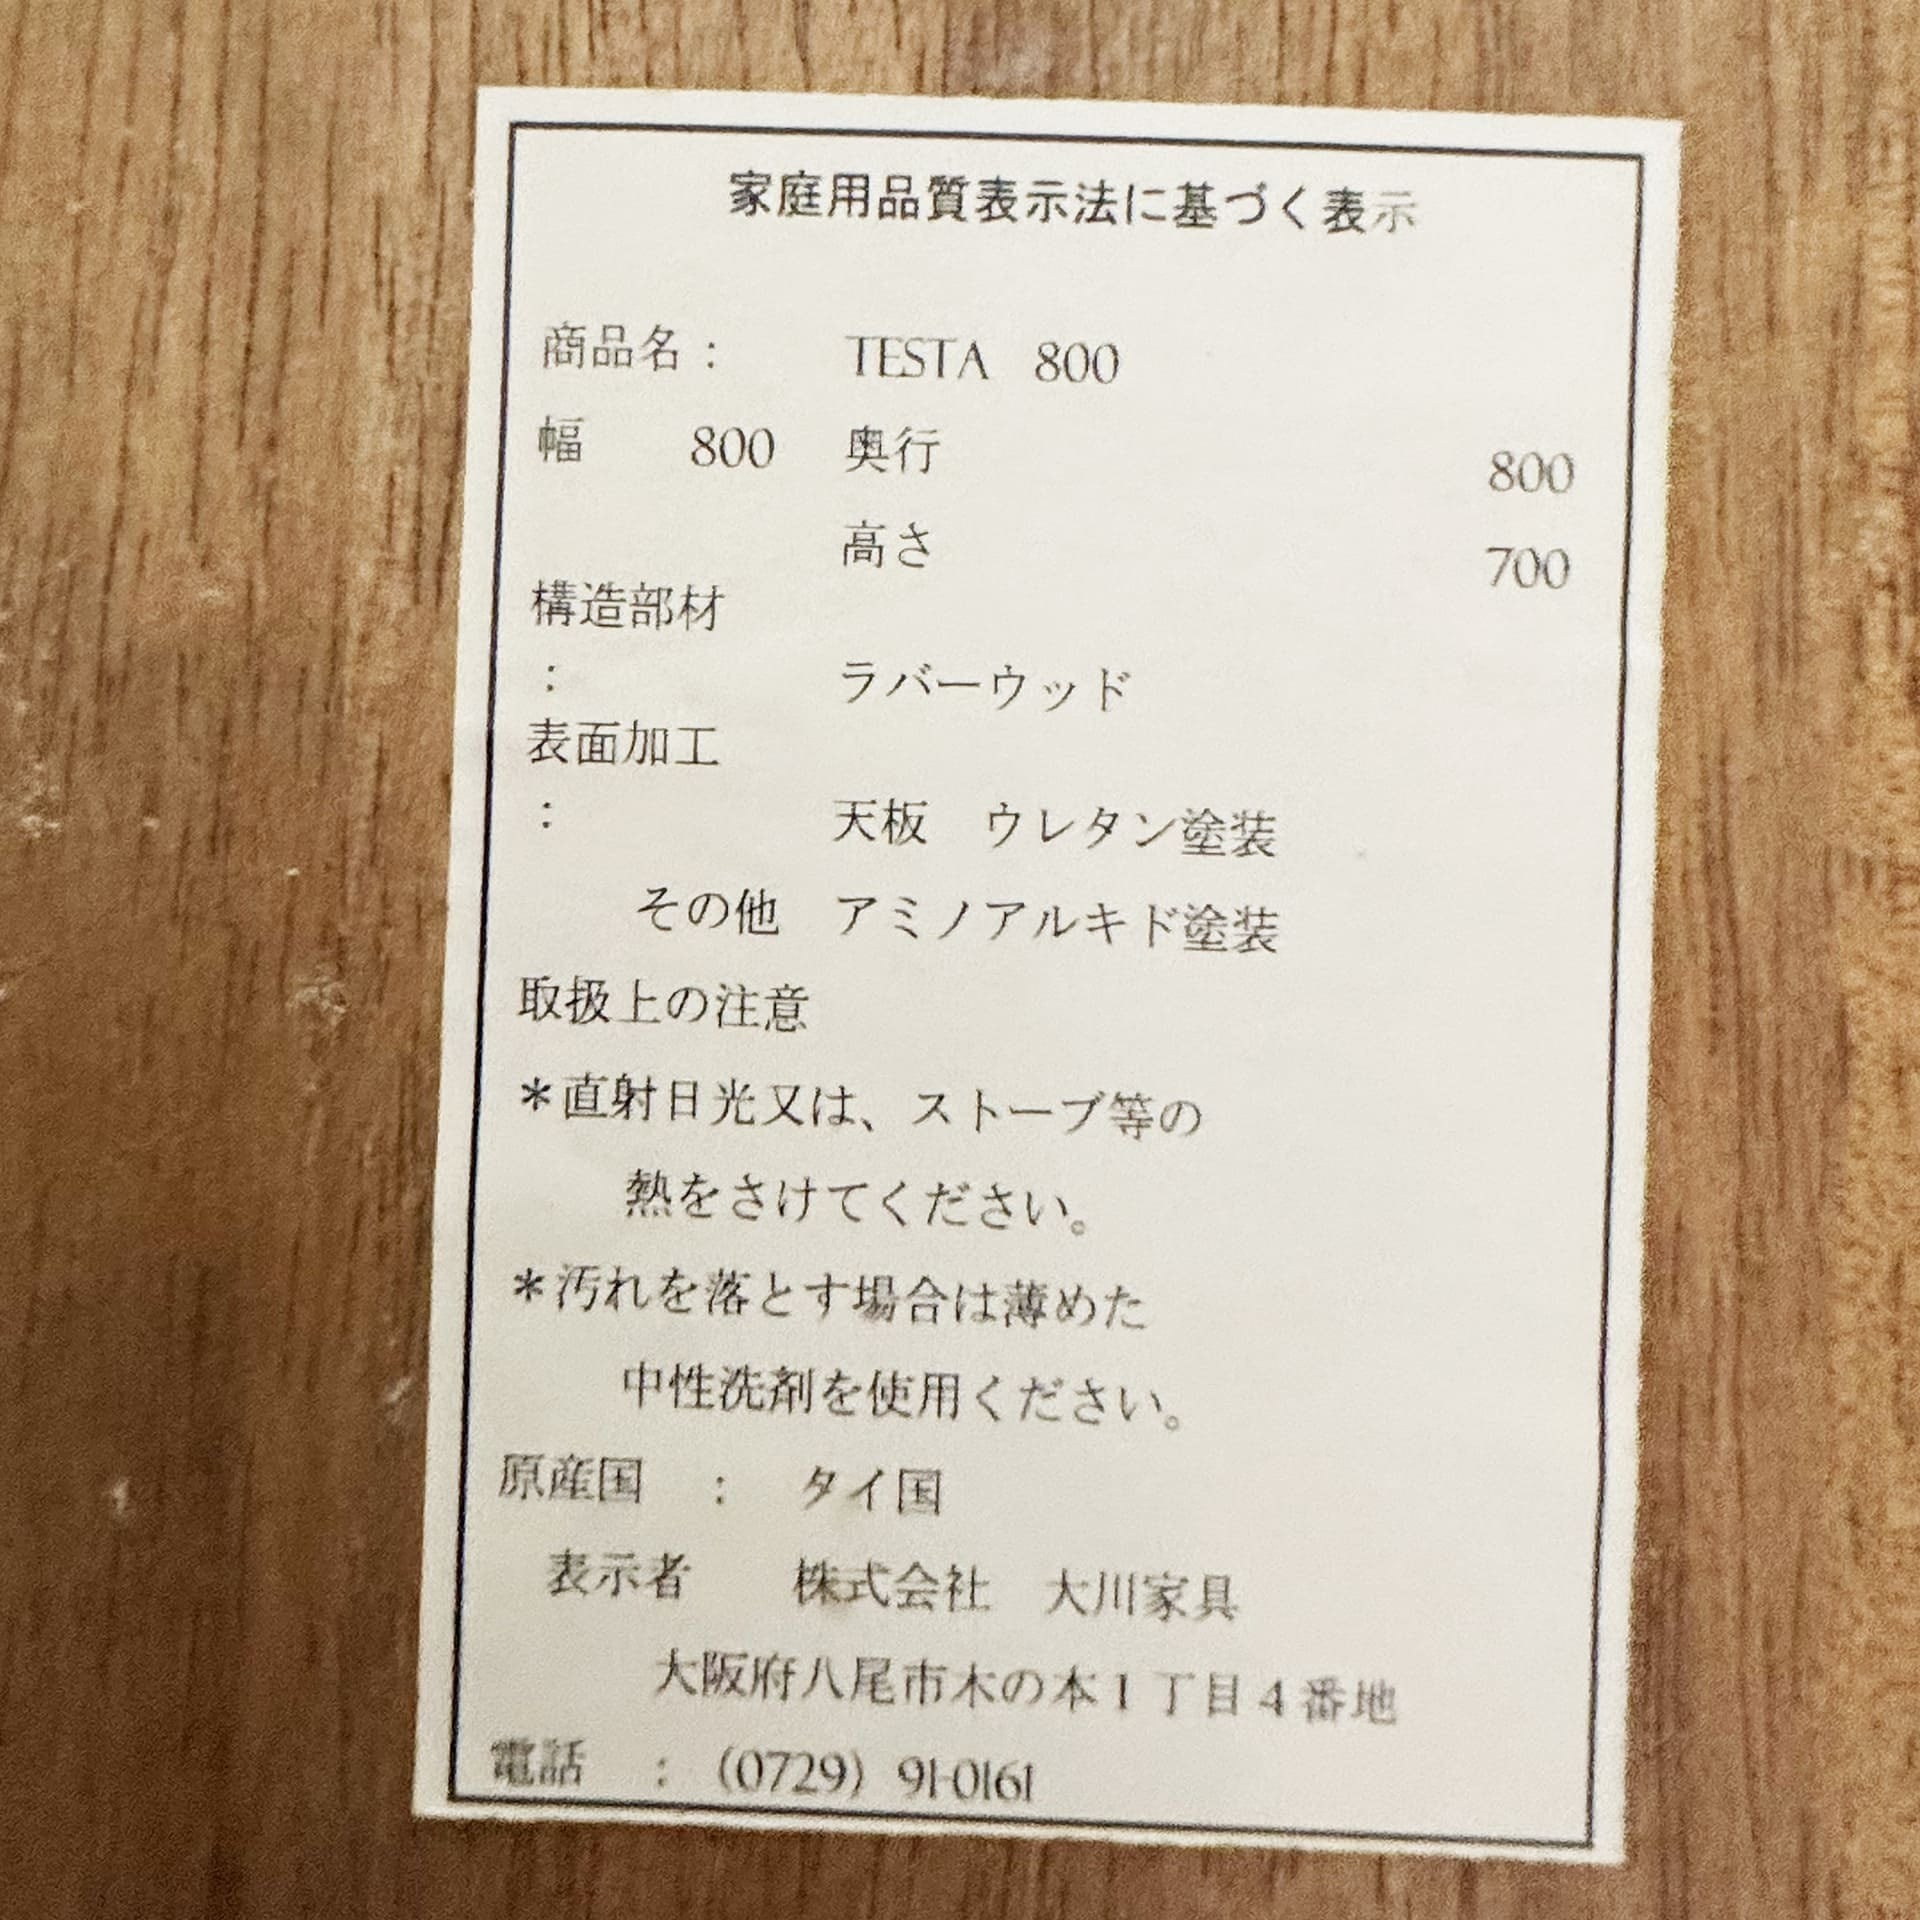 家庭用品質表示法に基づく表示
商品名： TESTA 800
幅 800 奥行 800
高さ 700
構造部材
： ラバーウッド
表面加工
： 天板 ウレタン塗装
その他 アミノアルキド塗装
取扱上の注意
＊直射日光又は、ストーブ等の
熱をさけてください。
＊汚れを落とす場合は薄めた
中性洗剤を使用ください。
原産国 ： タイ国
表示者 株式会社 大川家具
大阪府八尾市木の本1丁目4番地
電話 ： (0729) 91-0161